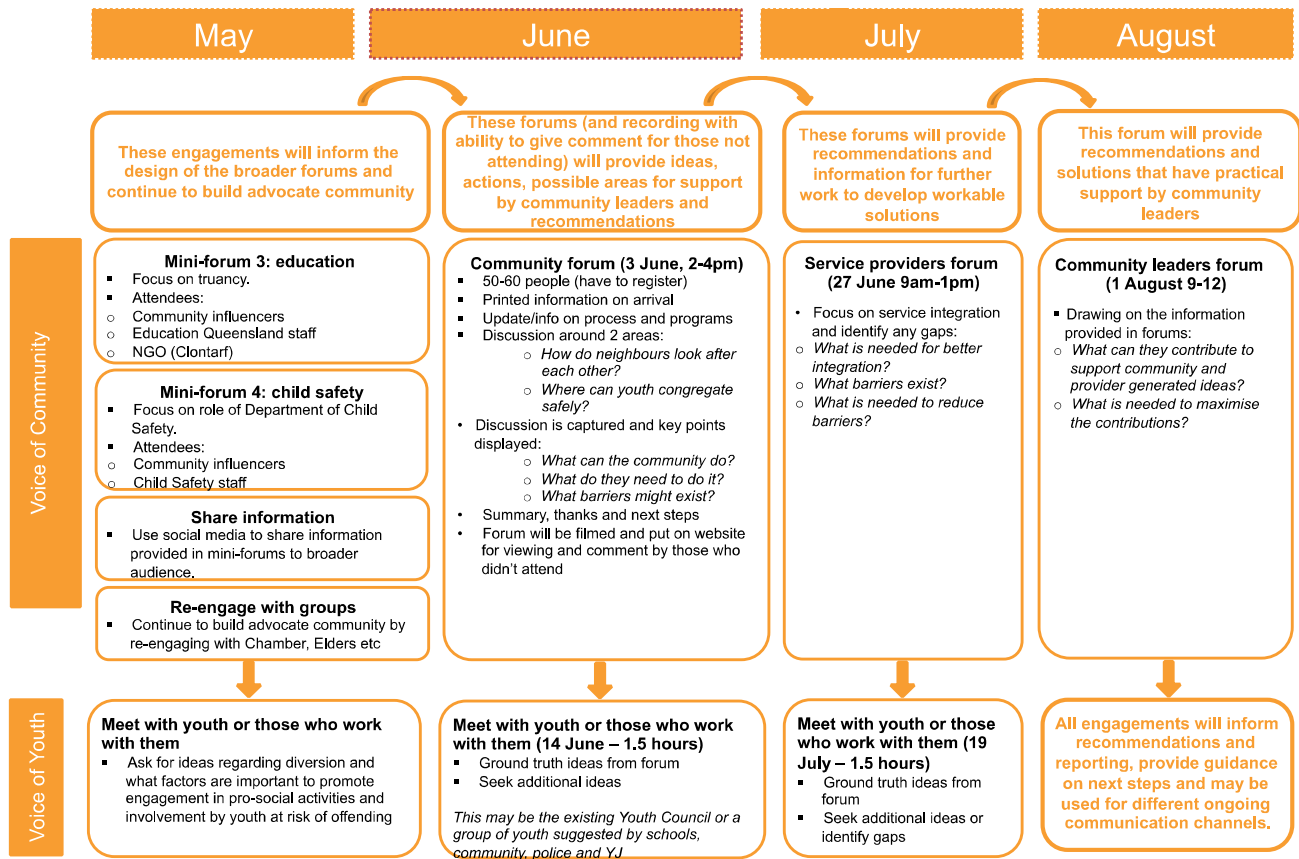 May
June
July
August
These engagements will inform the
design of the broader forums and
continue to build advocate community
These forums (and recording with
ability to give comment for those not
attending) will provide ideas,
actions, possible areas for support
by community leaders and
recommendations
These forums will provide
recommendations and
information for further
work to develop workable
solutions
This forum will provide
recommendations and
solutions that have practical
support by community
leaders
Voice of Community
Mini-forum 3: education
▪ Focus on truancy.
▪ Attendees:
o Community influencers
o Education Queensland staff
o NGO (Clontarf)
Mini-forum 4: child safety
▪ Focus on role of Department of Child
Safety.
▪ Attendees:
o Community influencers
o Child Safety staff
Share information
▪ Use social media to share information
provided in mini-forums to broader
audience.
Re-engage with groups
▪ Continue to build advocate community by
re-engaging with Chamber, Elders etc
Community forum (3 June, 2-4pm)
▪ 50-60 people (have to register)
▪ Printed information on arrival
▪ Update/info on process and programs
▪ Discussion around 2 areas:
o How do neighbours look after
each other?
o Where can youth congregate
safely?
• Discussion is captured and key points
displayed:
o What can the community do?
o What do they need to do it?
o What barriers might exist?
• Summary, thanks and next steps
• Forum will be filmed and put on website
for viewing and comment by those who
didn't attend
Service providers forum
(27 June 9am-1pm)
• Focus on service integration
and identify any gaps:
o What is needed for better
integration?
o What barriers exist?
o What is needed to reduce
barriers?
Community leaders forum
(1 August 9-12)
▪ Drawing on the information
provided in forums:
o What can they contribute to
support community and
provider generated ideas?
o What is needed to maximise
the contributions?
Voice of Youth
Meet with youth or those who work
with them
▪ Ask for ideas regarding diversion and
what factors are important to promote
engagement in pro-social activities and
involvement by youth at risk of offending
Meet with youth or those who work
with them (14 June – 1.5 hours)
▪ Ground truth ideas from forum
▪ Seek additional ideas
This may be the existing Youth Council or a
group of youth suggested by schools,
community, police and YJ
Meet with youth or those
who work with them (19
July – 1.5 hours)
▪ Ground truth ideas from
forum
▪ Seek additional ideas or
identify gaps
All engagements will inform
recommendations and
reporting, provide guidance
on next steps and may be
used for different ongoing
communication channels.